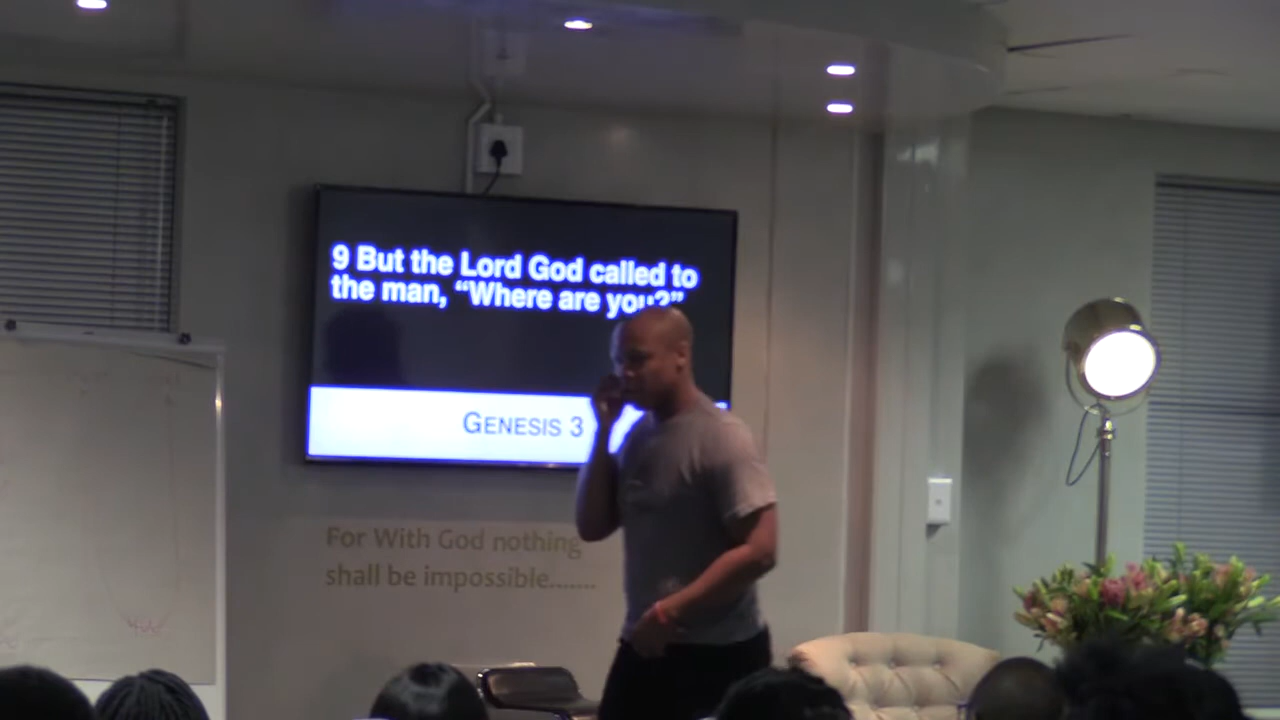 9 But the Lord God called to
the man, “Where are you?”
GENESIS 3
For With God nothing
shall be impossible.......